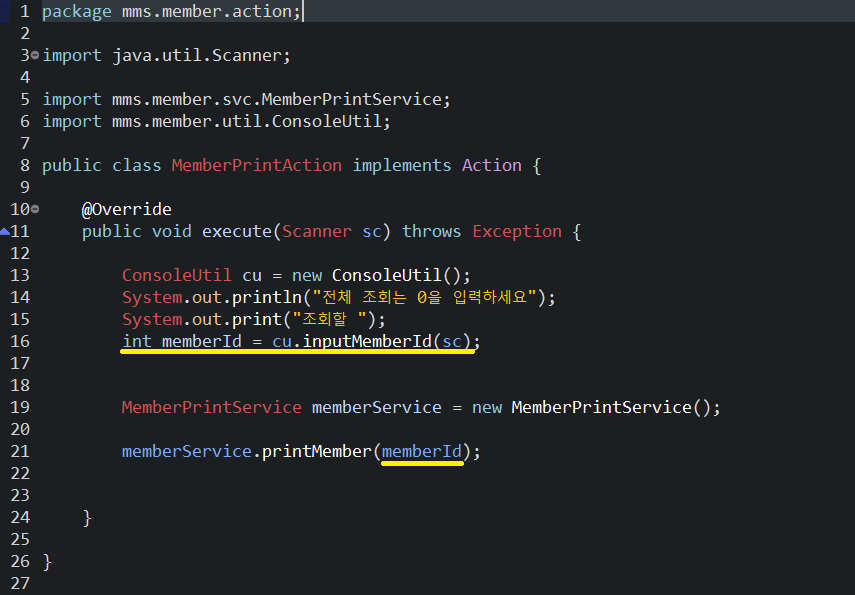 1 package mms.member.action;
2
3 import java.util.Scanner;
4
5 import mms.member.svc.MemberPrintService;
6 import mms.member.util.ConsoleUtil;
7
8 public class MemberPrintAction implements Action {
9
10 @Override
11 public void execute(Scanner sc) throws Exception {
12
13 ConsoleUtil cu = new ConsoleUtil();
14 System.out.println("전체 조회는 0을 입력하세요");
15 System.out.print("조회할 ");
16 int memberId = cu.inputMemberId(sc);
17
18
19 MemberPrintService memberService = new MemberPrintService();
20
21 memberService.printMember(memberId);
22
23
24 }
25
26 }
27